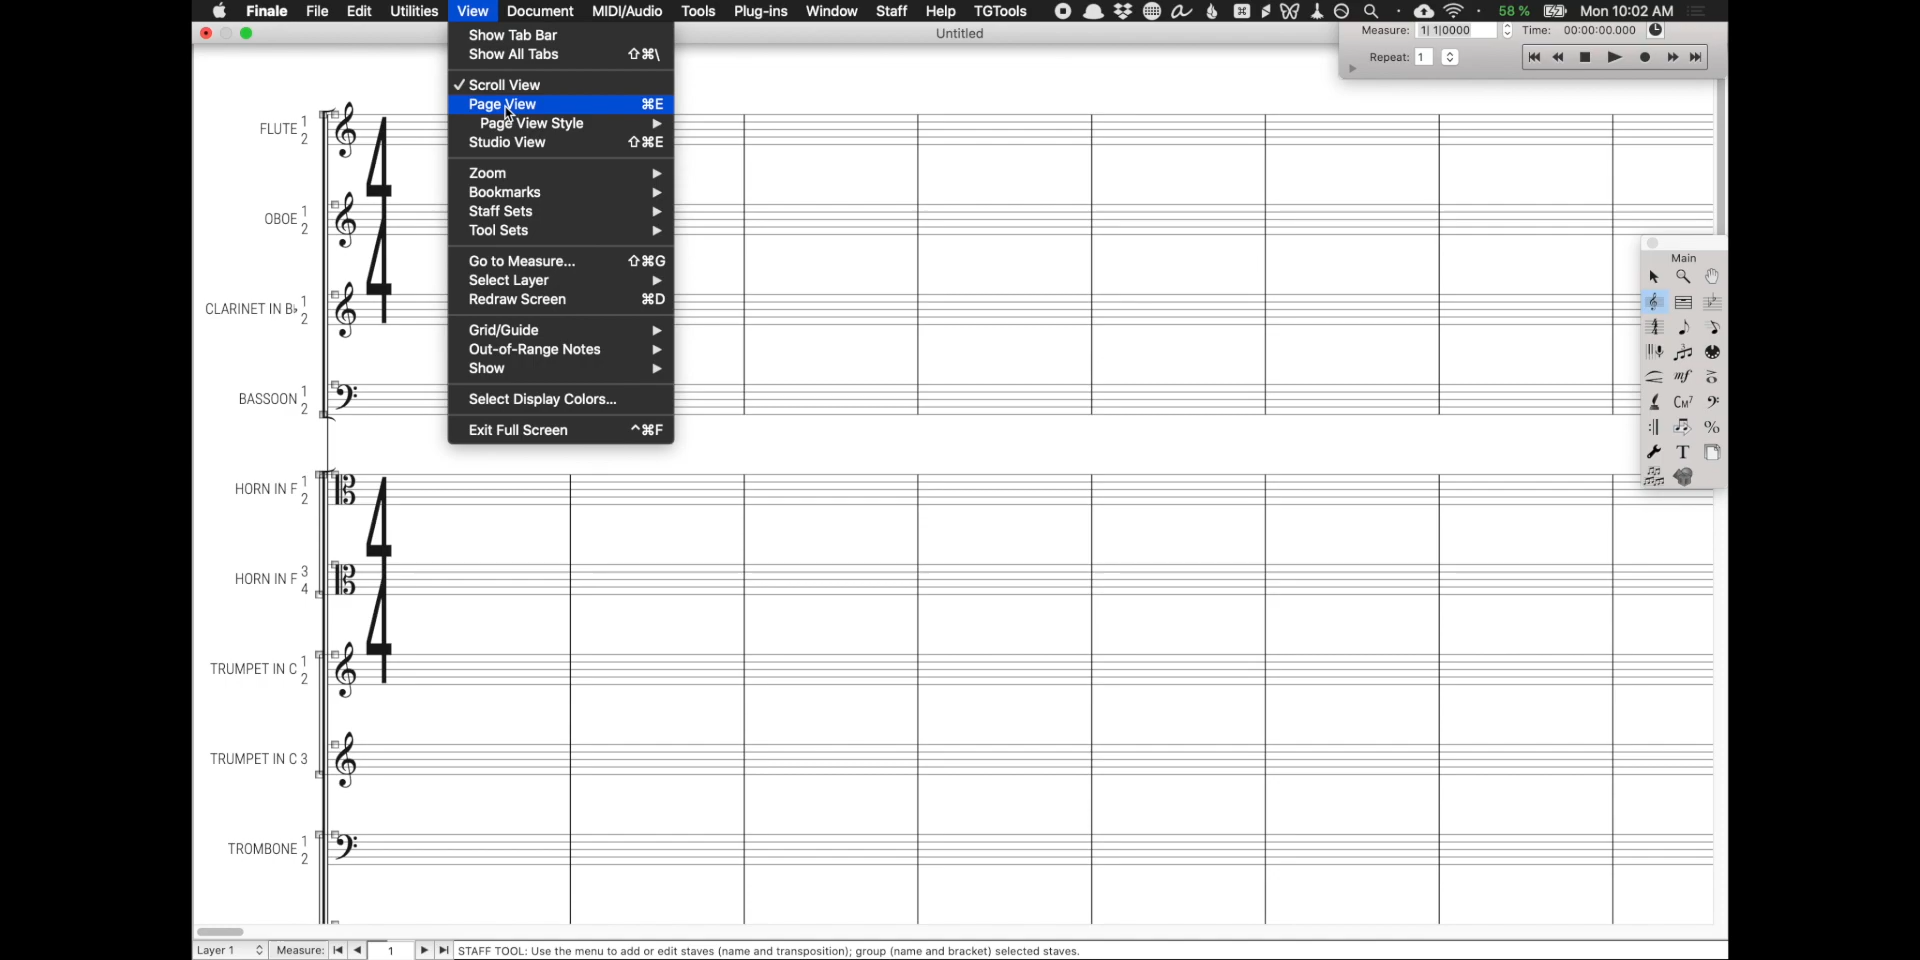 Finale File Edit Utilities View Document MIDI/Audio Tools Plug-ins Window Staff Help TGTools 58 % Mon 10:02 AM
Untitled
Measure: 1| 1|0000 Time: 00:00:00.000
Repeat: 1
Show Tab Bar
Show All Tabs ⇧⌘\
✓ Scroll View
Page View ⌘E
Page View Style ▶
Studio View ⇧⌘E
Zoom ▶
Bookmarks ▶
Staff Sets ▶
Tool Sets ▶
Go to Measure... ⇧⌘G
Select Layer ▶
Redraw Screen ⌘D
Grid/Guide ▶
Out-of-Range Notes ▶
Show ▶
Select Display Colors...
Exit Full Screen ^⌘F
FLUTE 1 2
OBOE 1 2
CLARINET IN B♭ 1 2
BASSOON 1 2
HORN IN F 1 2
HORN IN F 3 4
TRUMPET IN C 1 2
TRUMPET IN C 3
TROMBONE 1 2
4
4
4
4
Main
mf
CM7
%
T
Layer 1 Measure: 1 STAFF TOOL: Use the menu to add or edit staves (name and transposition); group (name and bracket) selected staves.